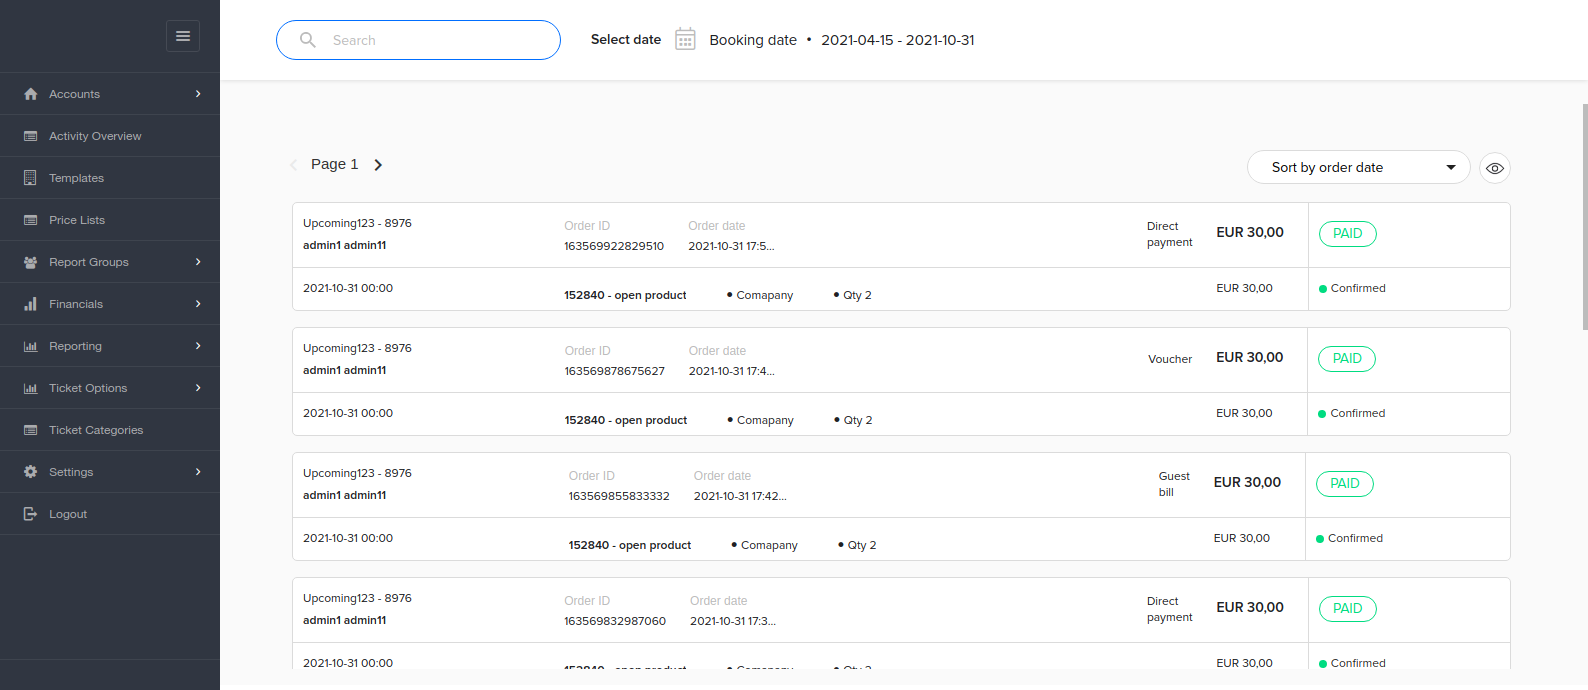 Search
Select date
Booking date • 2021-04-15 - 2021-10-31
Accounts
Activity Overview
Templates
Price Lists
Report Groups
Financials
Reporting
Ticket Options
Ticket Categories
Settings
Logout
Page 1
Sort by order date
Upcoming123 - 8976
admin1 admin11
Order ID
163569922829510
Order date
2021-10-31 17:5...
Direct
payment
EUR 30,00
PAID
2021-10-31 00:00
152840 - open product
• Comapany
• Qty 2
EUR 30,00
Confirmed
Upcoming123 - 8976
admin1 admin11
Order ID
163569878675627
Order date
2021-10-31 17:4...
Voucher
EUR 30,00
PAID
2021-10-31 00:00
152840 - open product
• Comapany
• Qty 2
EUR 30,00
Confirmed
Upcoming123 - 8976
admin1 admin11
Order ID
163569855833332
Order date
2021-10-31 17:42...
Guest
bill
EUR 30,00
PAID
2021-10-31 00:00
152840 - open product
• Comapany
• Qty 2
EUR 30,00
Confirmed
Upcoming123 - 8976
admin1 admin11
Order ID
163569832987060
Order date
2021-10-31 17:3...
Direct
payment
EUR 30,00
PAID
2021-10-31 00:00
152840 - open product
• Comapany
• Qty 2
EUR 30,00
Confirmed